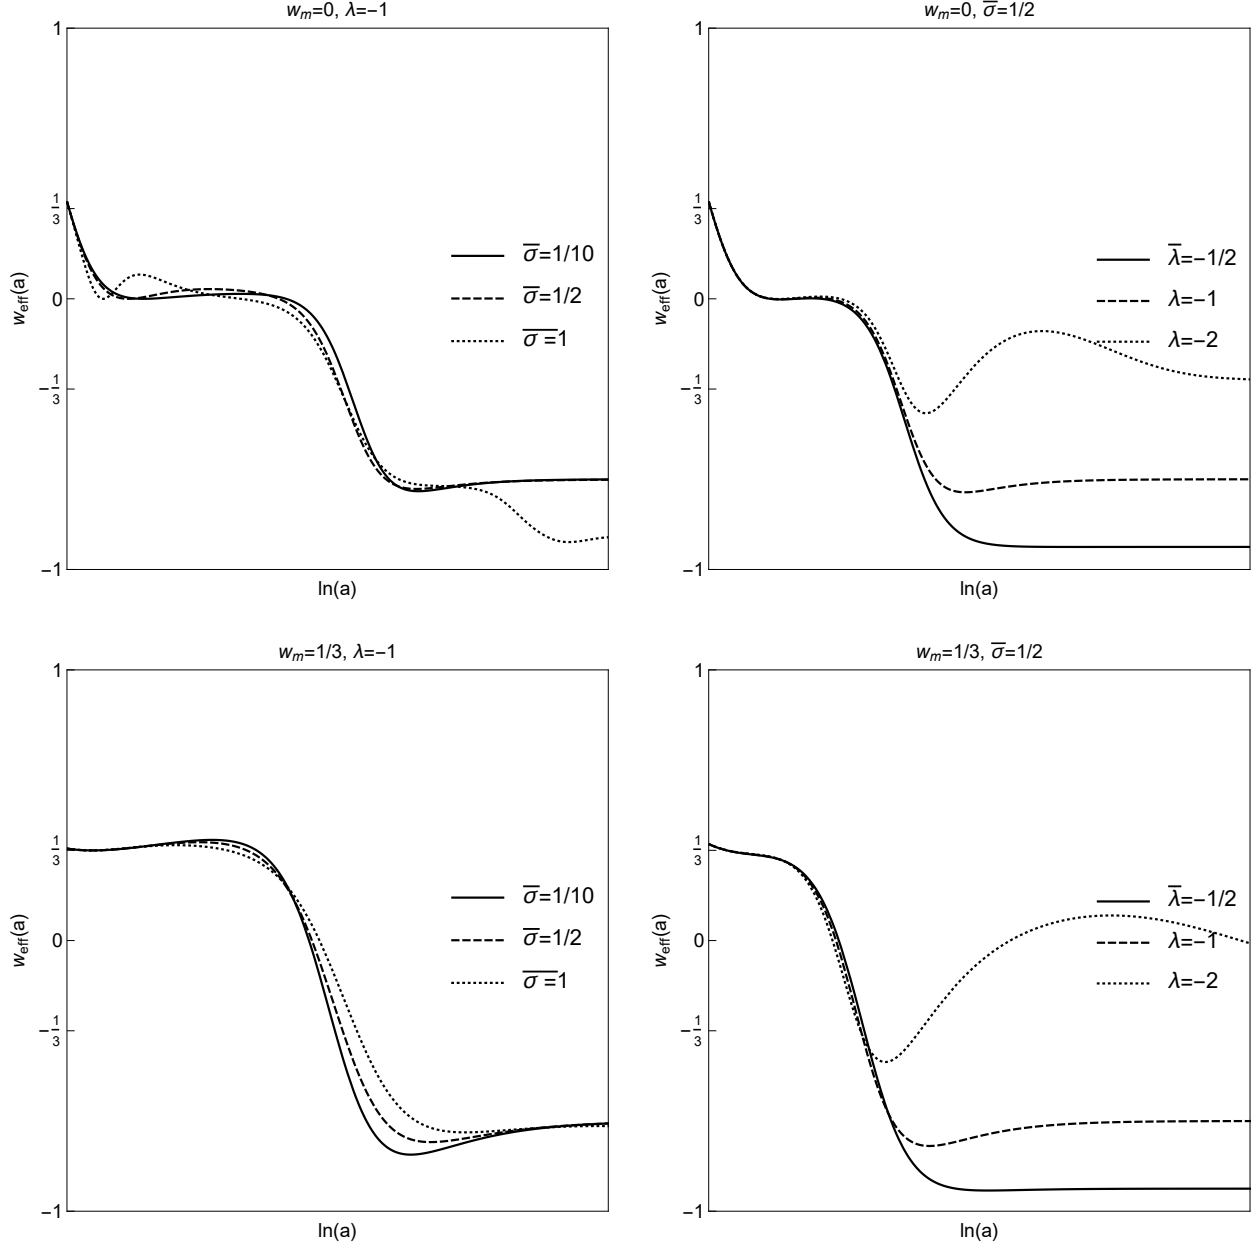 w_m=0, λ=-1
1
1/3
0
-1/3
-1
w_eff(a)
ln(a)
σ̅=1/10
σ̅=1/2
σ̅=1
w_m=0, σ̅=1/2
1
1/3
0
-1/3
-1
w_eff(a)
ln(a)
λ̅=-1/2
λ=-1
λ=-2
w_m=1/3, λ=-1
1
1/3
0
-1/3
-1
w_eff(a)
ln(a)
σ̅=1/10
σ̅=1/2
σ̅=1
w_m=1/3, σ̅=1/2
1
1/3
0
-1/3
-1
w_eff(a)
ln(a)
λ̅=-1/2
λ=-1
λ=-2